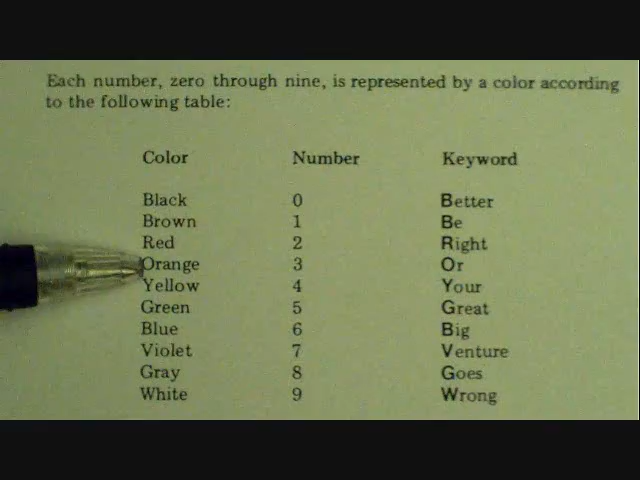 Each number, zero through nine, is represented by a color according
to the following table:
Color Number Keyword
Black 0 Better
Brown 1 Be
Red 2 Right
Orange 3 Or
Yellow 4 Your
Green 5 Great
Blue 6 Big
Violet 7 Venture
Gray 8 Goes
White 9 Wrong